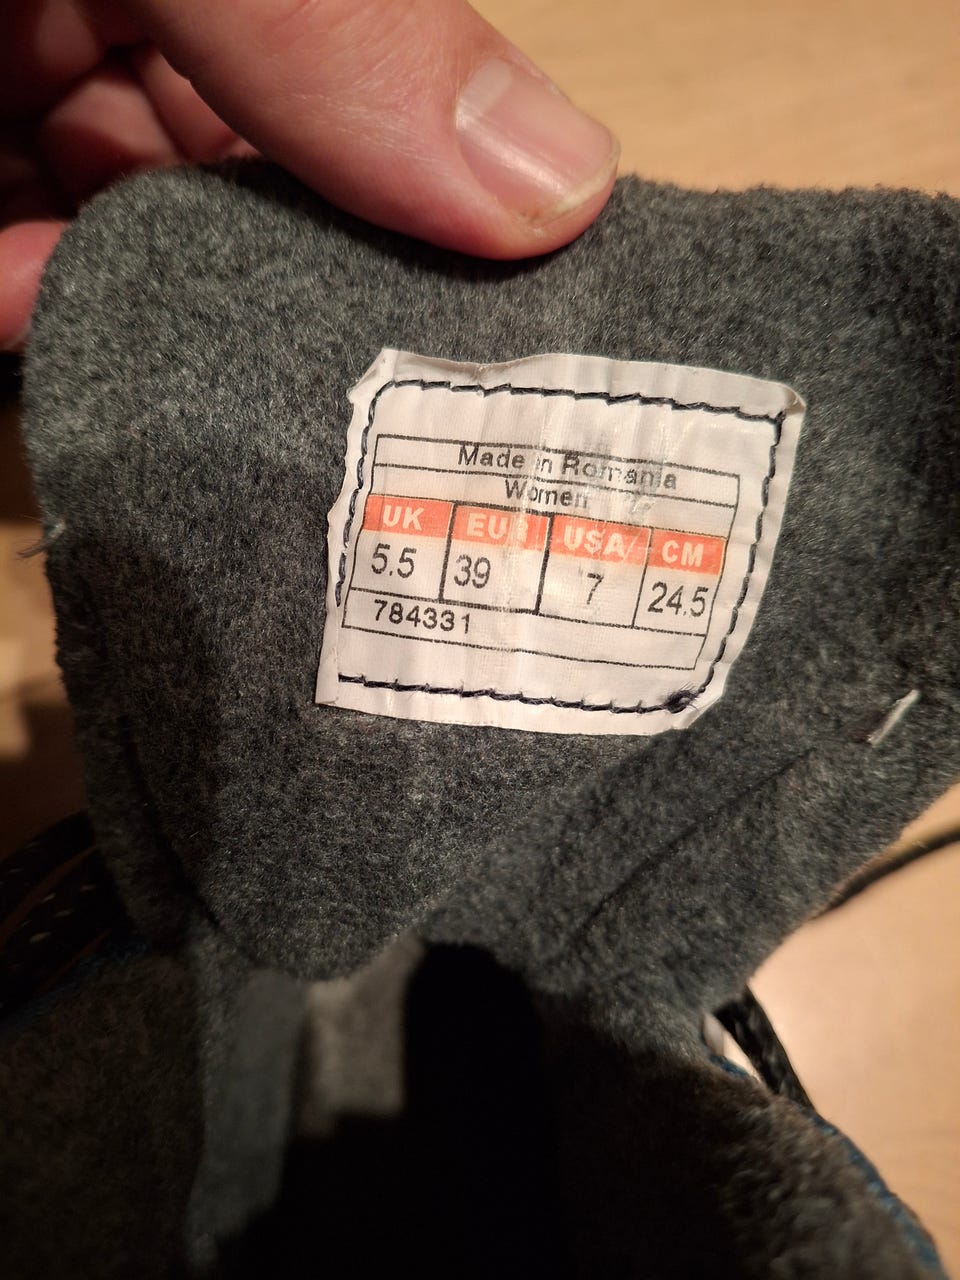 Made in Romania
Women
UK EUR USA CM
5.5 39 7 24.5
784331